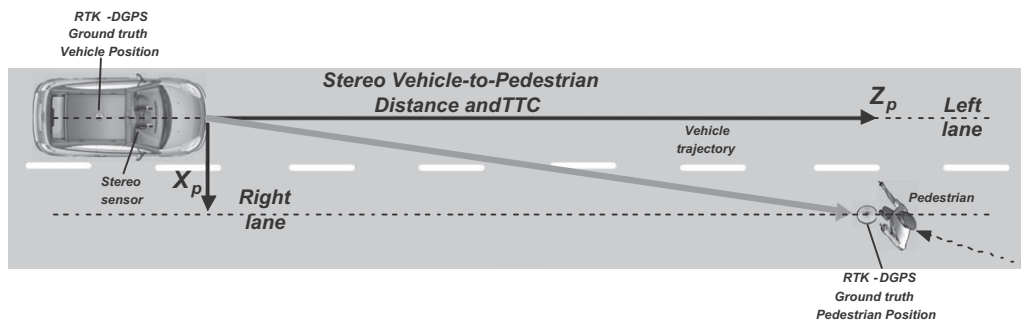 RTK -DGPS
Ground truth
Vehicle Position
Stereo Vehicle-to-Pedestrian
Distance andTTC
Zp
Left
lane
Vehicle
trajectory
Stereo
sensor
Xp
Right
lane
Pedestrian
RTK -DGPS
Ground truth
Pedestrian Position